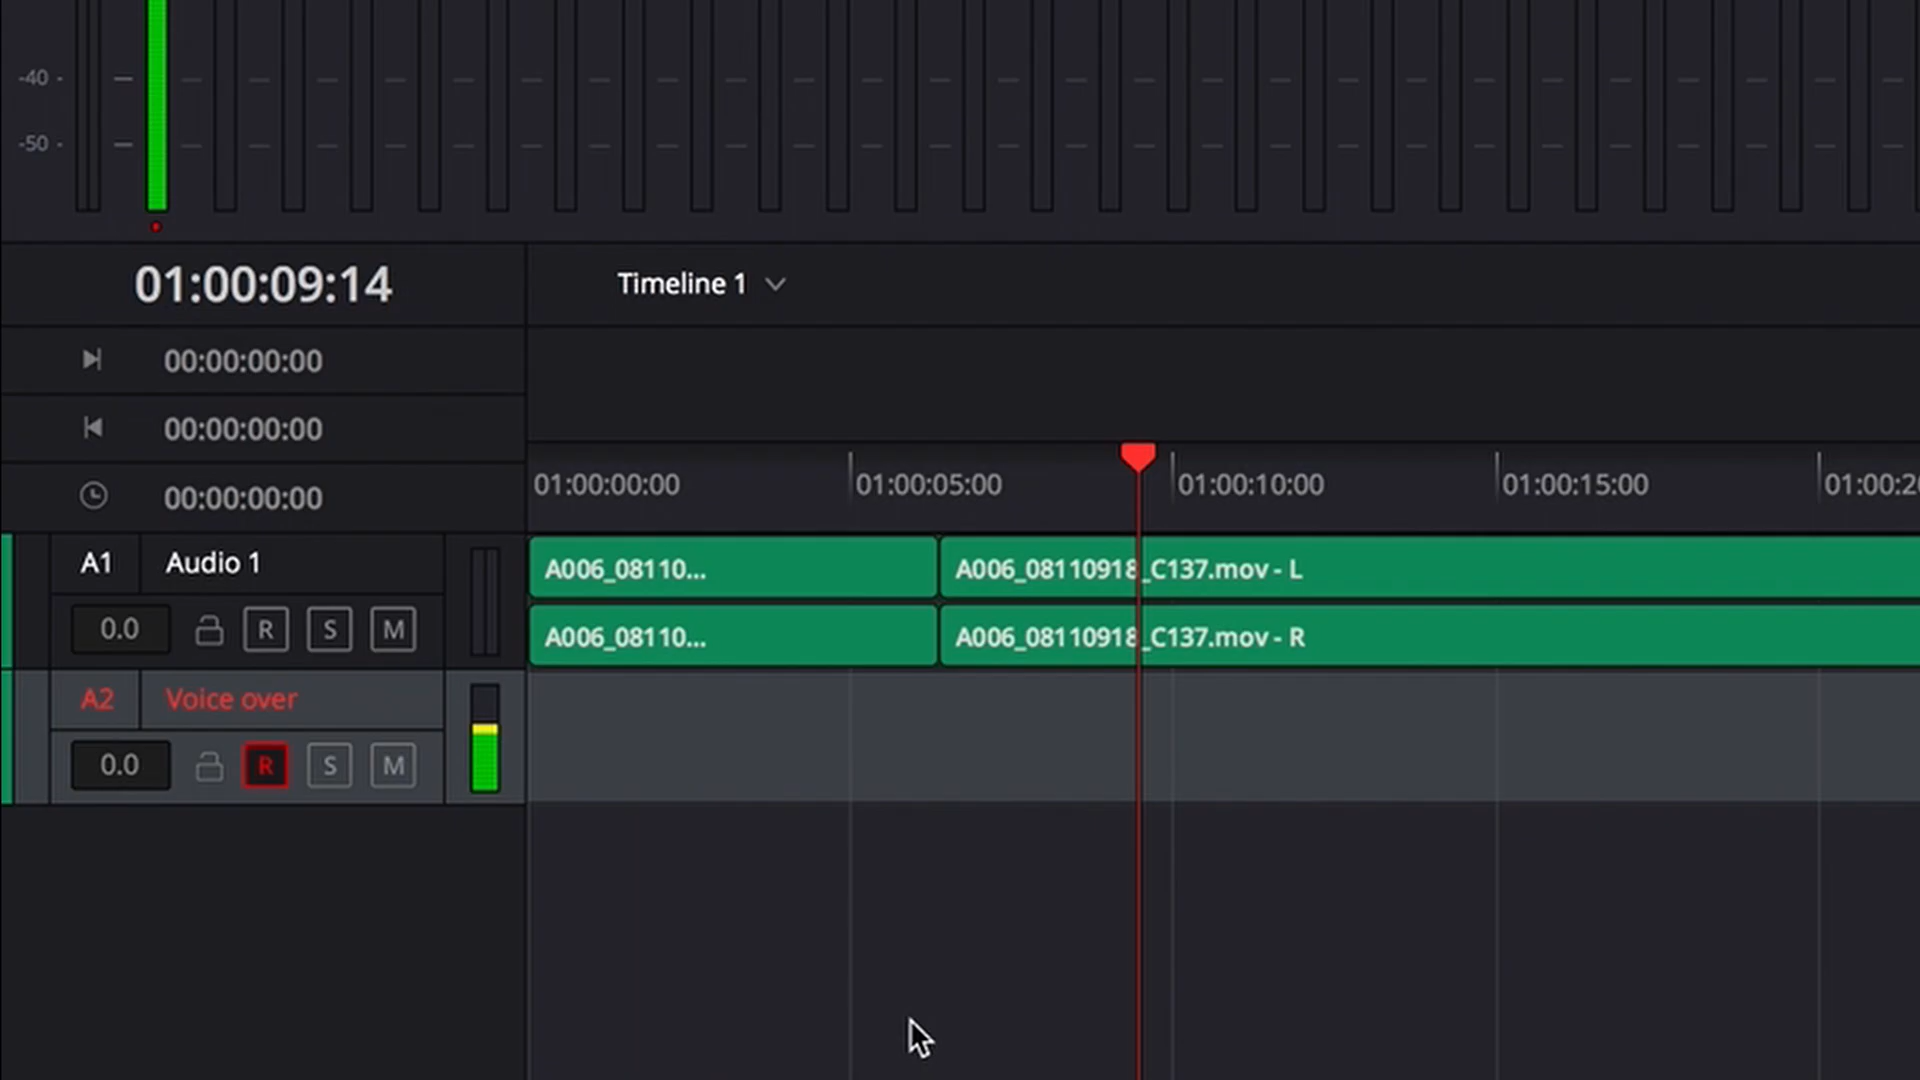 -40 -
-50 -
01:00:09:14
Timeline 1
00:00:00:00
00:00:00:00
00:00:00:00
01:00:00:00 01:00:05:00 01:00:10:00 01:00:15:00 01:00:2
A1 Audio 1
0.0 R S M
A006_08110... A006_08110918_C137.mov - L
A006_08110... A006_08110918_C137.mov - R
A2 Voice over
0.0 R S M